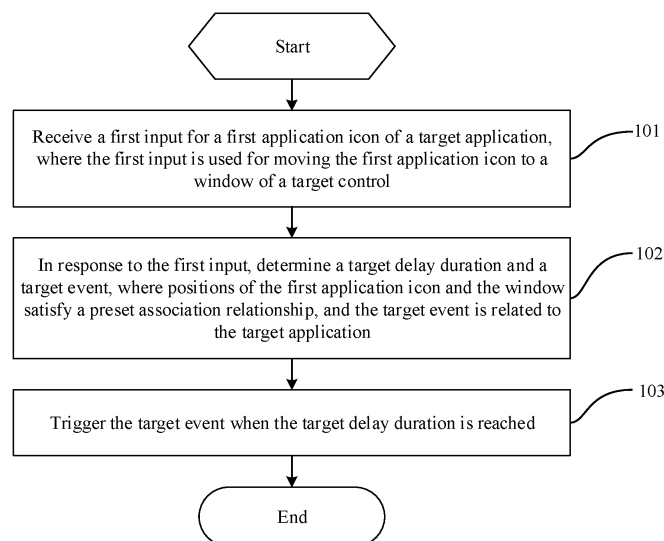 Start
Receive a first input for a first application icon of a target application,
where the first input is used for moving the first application icon to a
window of a target control
101
In response to the first input, determine a target delay duration and a
target event, where positions of the first application icon and the window
satisfy a preset association relationship, and the target event is related to
the target application
102
Trigger the target event when the target delay duration is reached
103
End